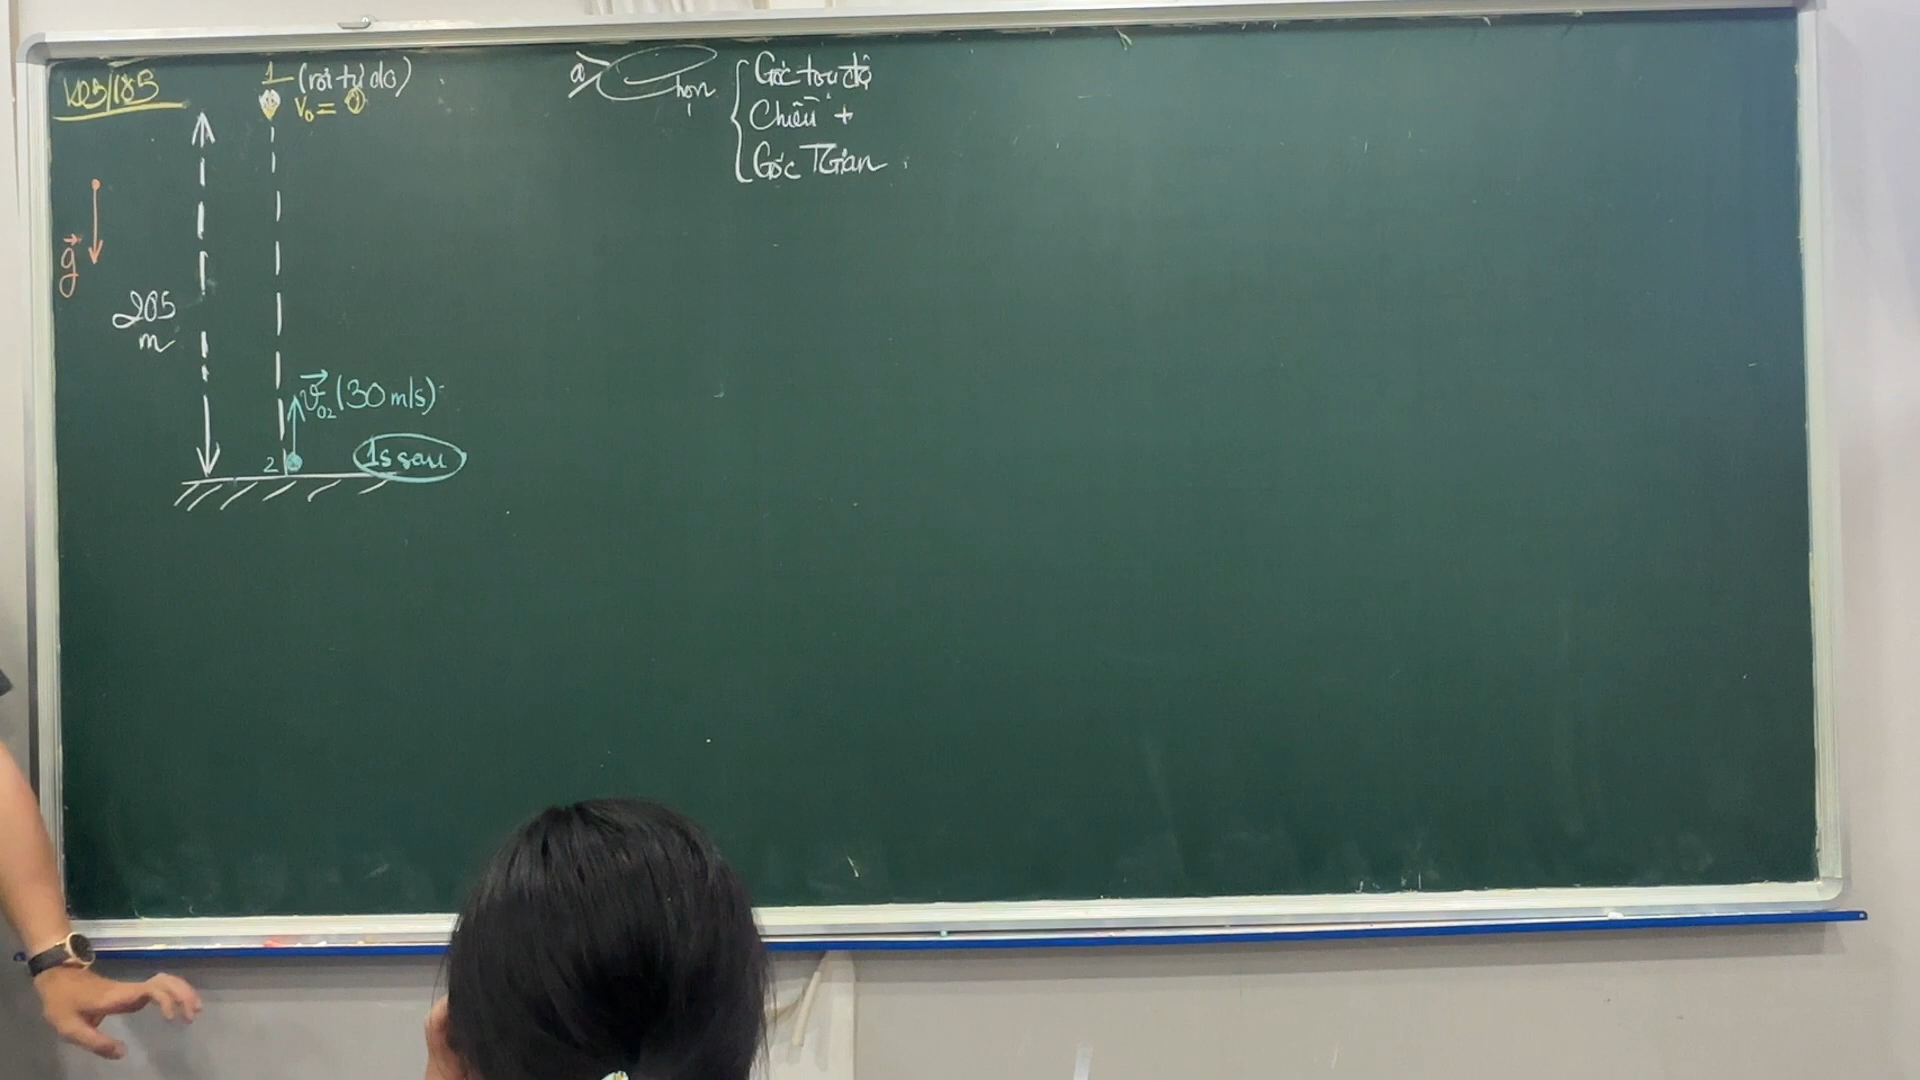 VD5/185
1 (rơi tự do)
v₀ = 0
g
205
m
v₀₂ (30 m/s)
2
1s sau
a) Chọn
Gốc toạ độ
Chiều +
Gốc TGian